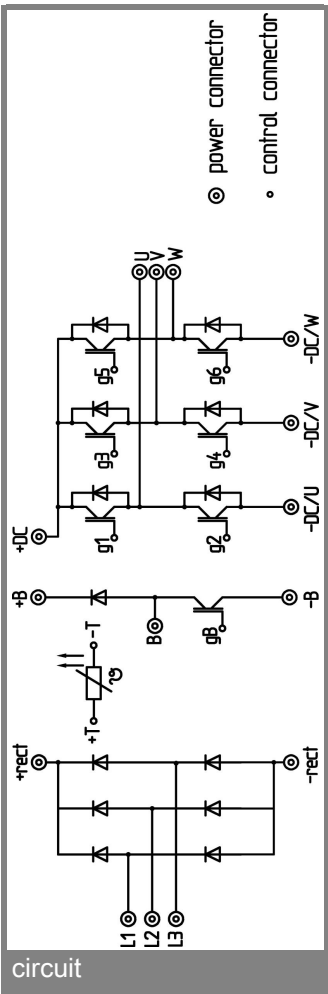 power connector
control connector
U
V
W
g5
g6
-DC/W
g3
g4
-DC/V
+DC
g1
g2
-DC/U
+B
B
gB
-B
-T
+T
ϑ
+rect
-rect
L1
L2
L3
circuit